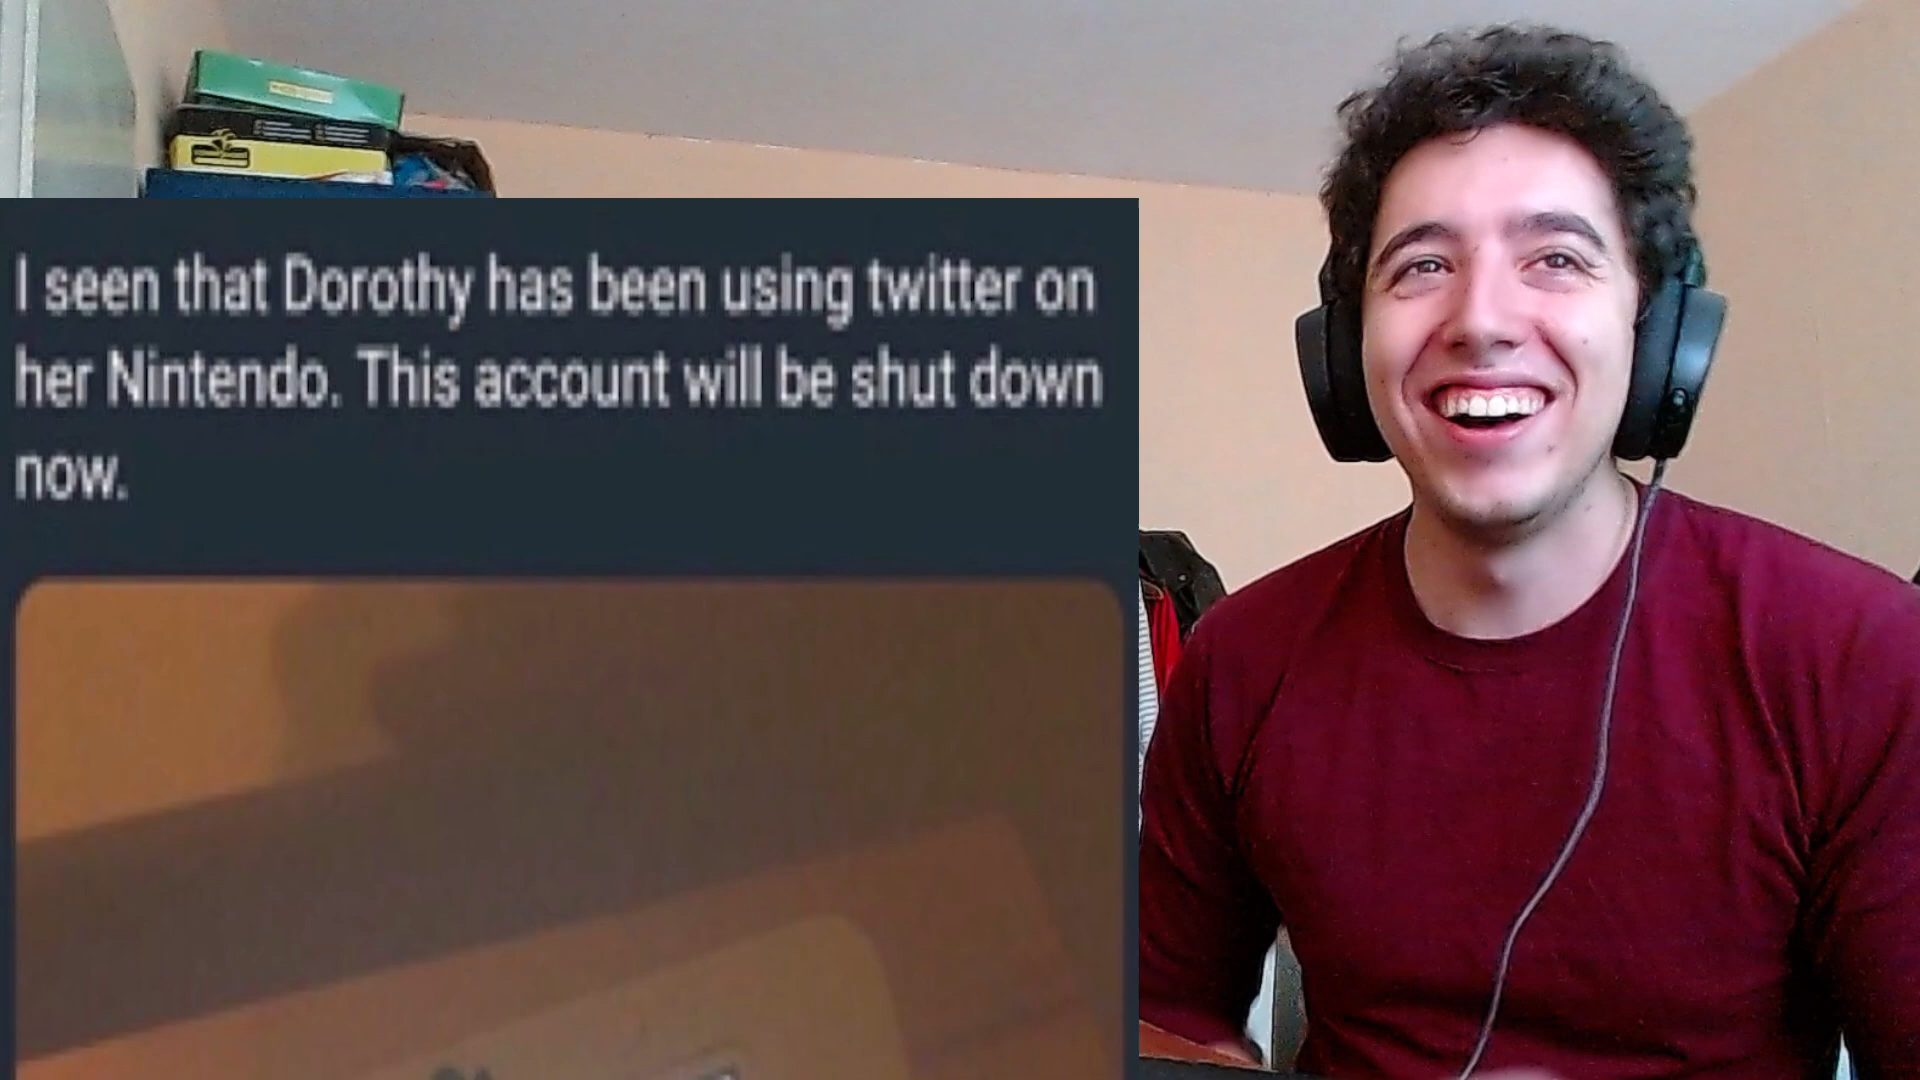 I seen that Dorothy has been using twitter on
her Nintendo. This account will be shut down
now.